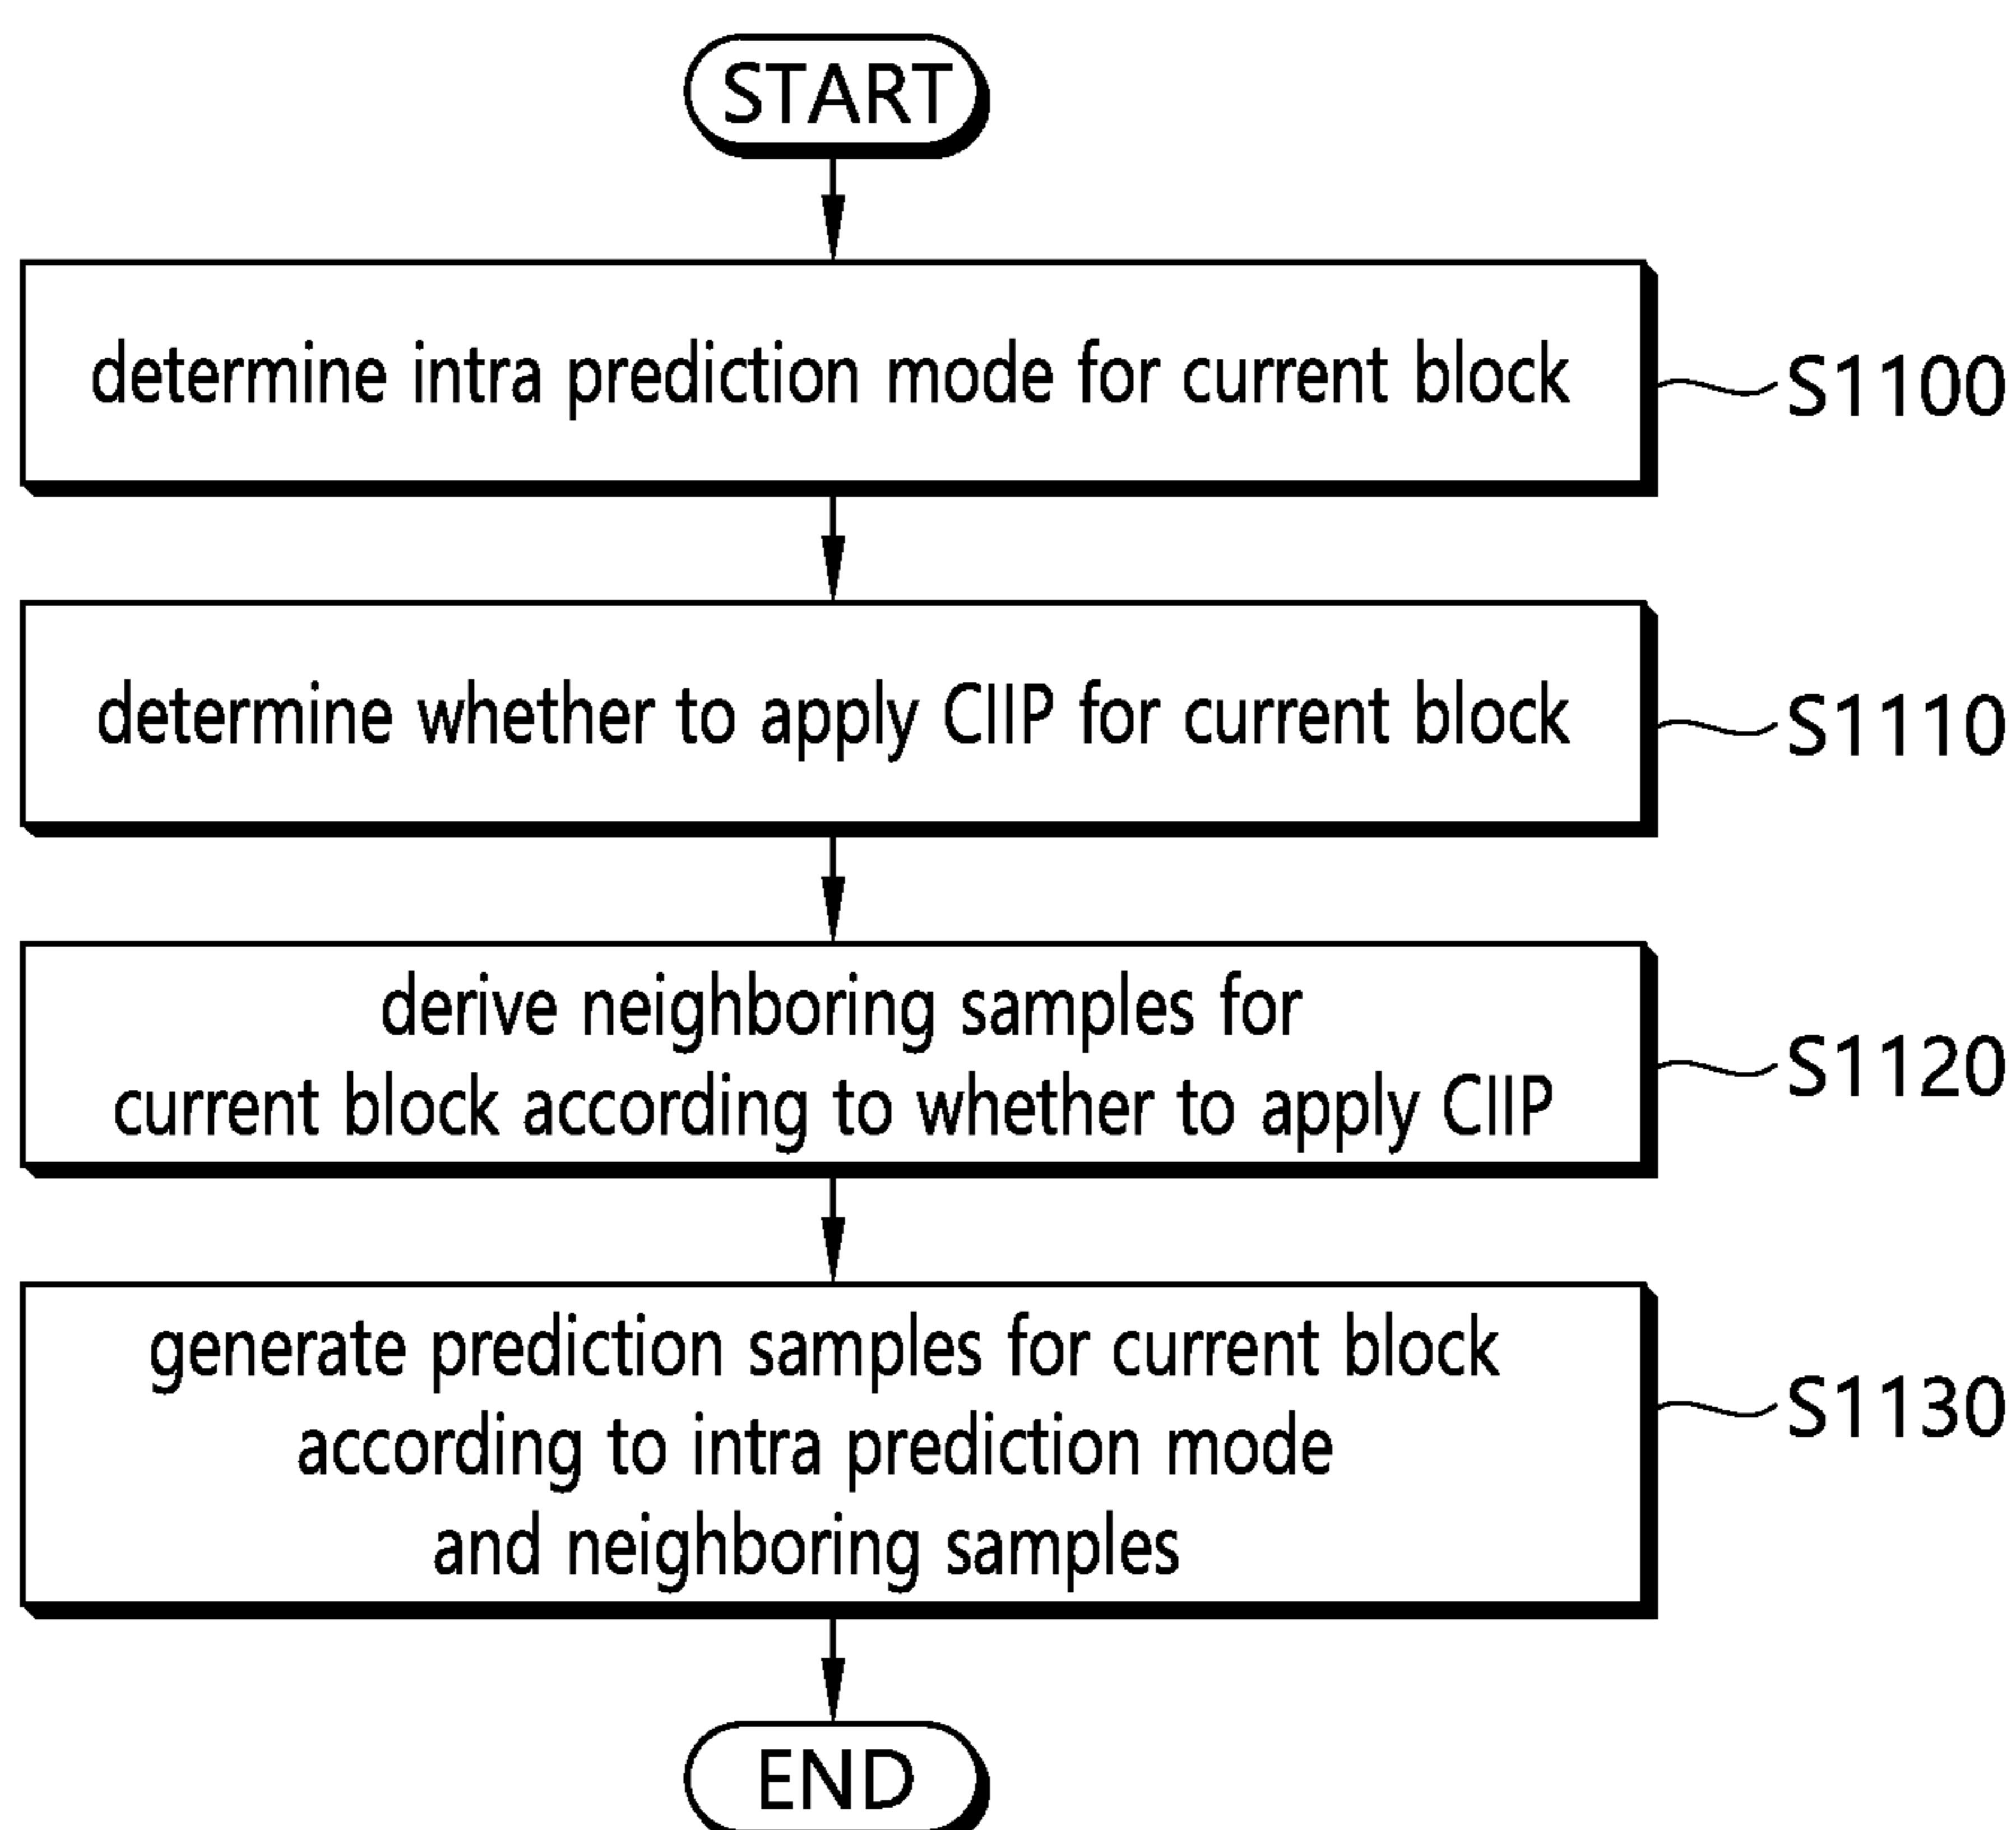 START
determine intra prediction mode for current block
S1100
determine whether to apply CIIP for current block
S1110
derive neighboring samples for
current block according to whether to apply CIIP
S1120
generate prediction samples for current block
according to intra prediction mode
and neighboring samples
S1130
END